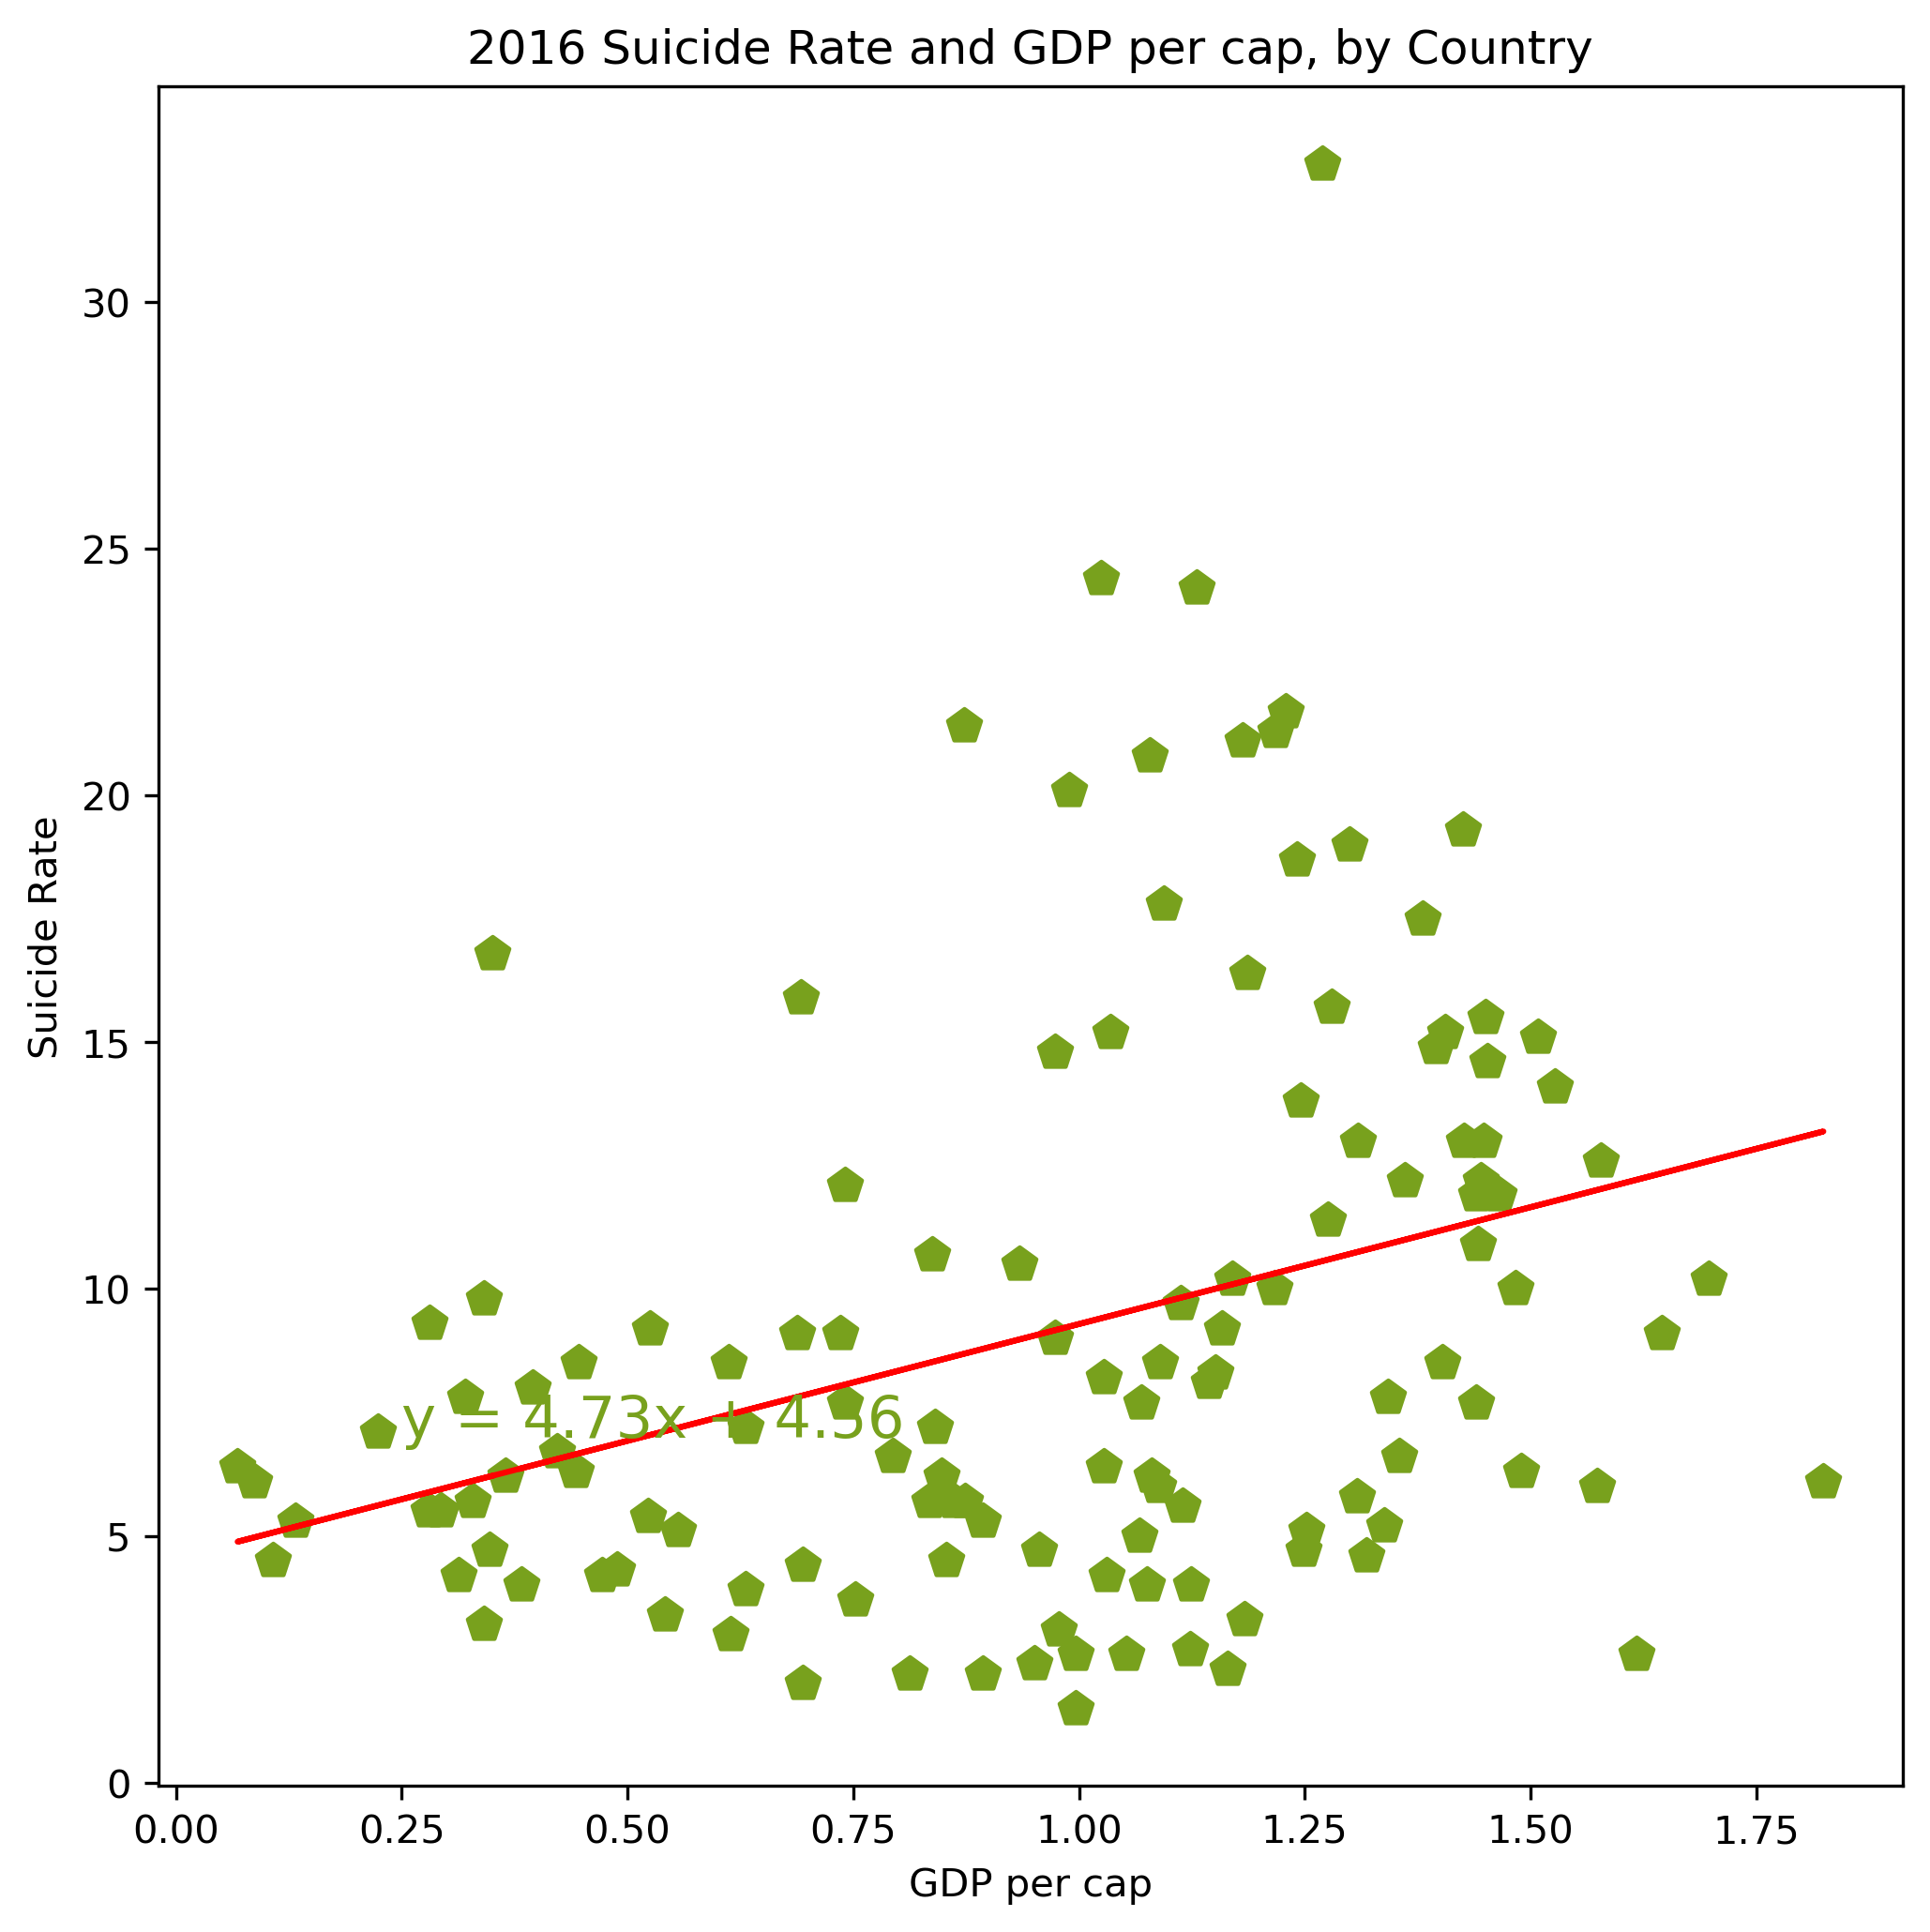 2016 Suicide Rate and GDP per cap, by Country
Suicide Rate
30
25
20
15
10
5
0
y = 4.73x + 4.56
0.00 0.25 0.50 0.75 1.00 1.25 1.50 1.75
GDP per cap